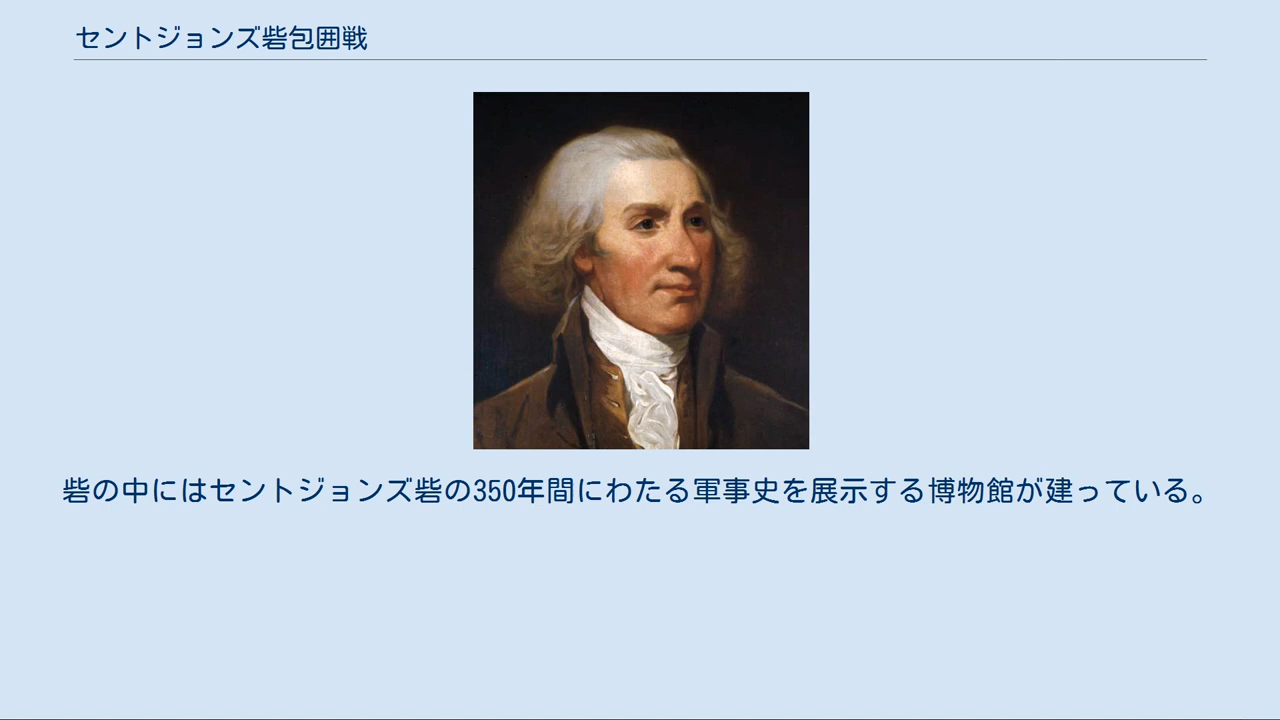 セントジョンズ砦包囲戦
砦の中にはセントジョンズ砦の350年間にわたる軍事史を展示する博物館が建っている。